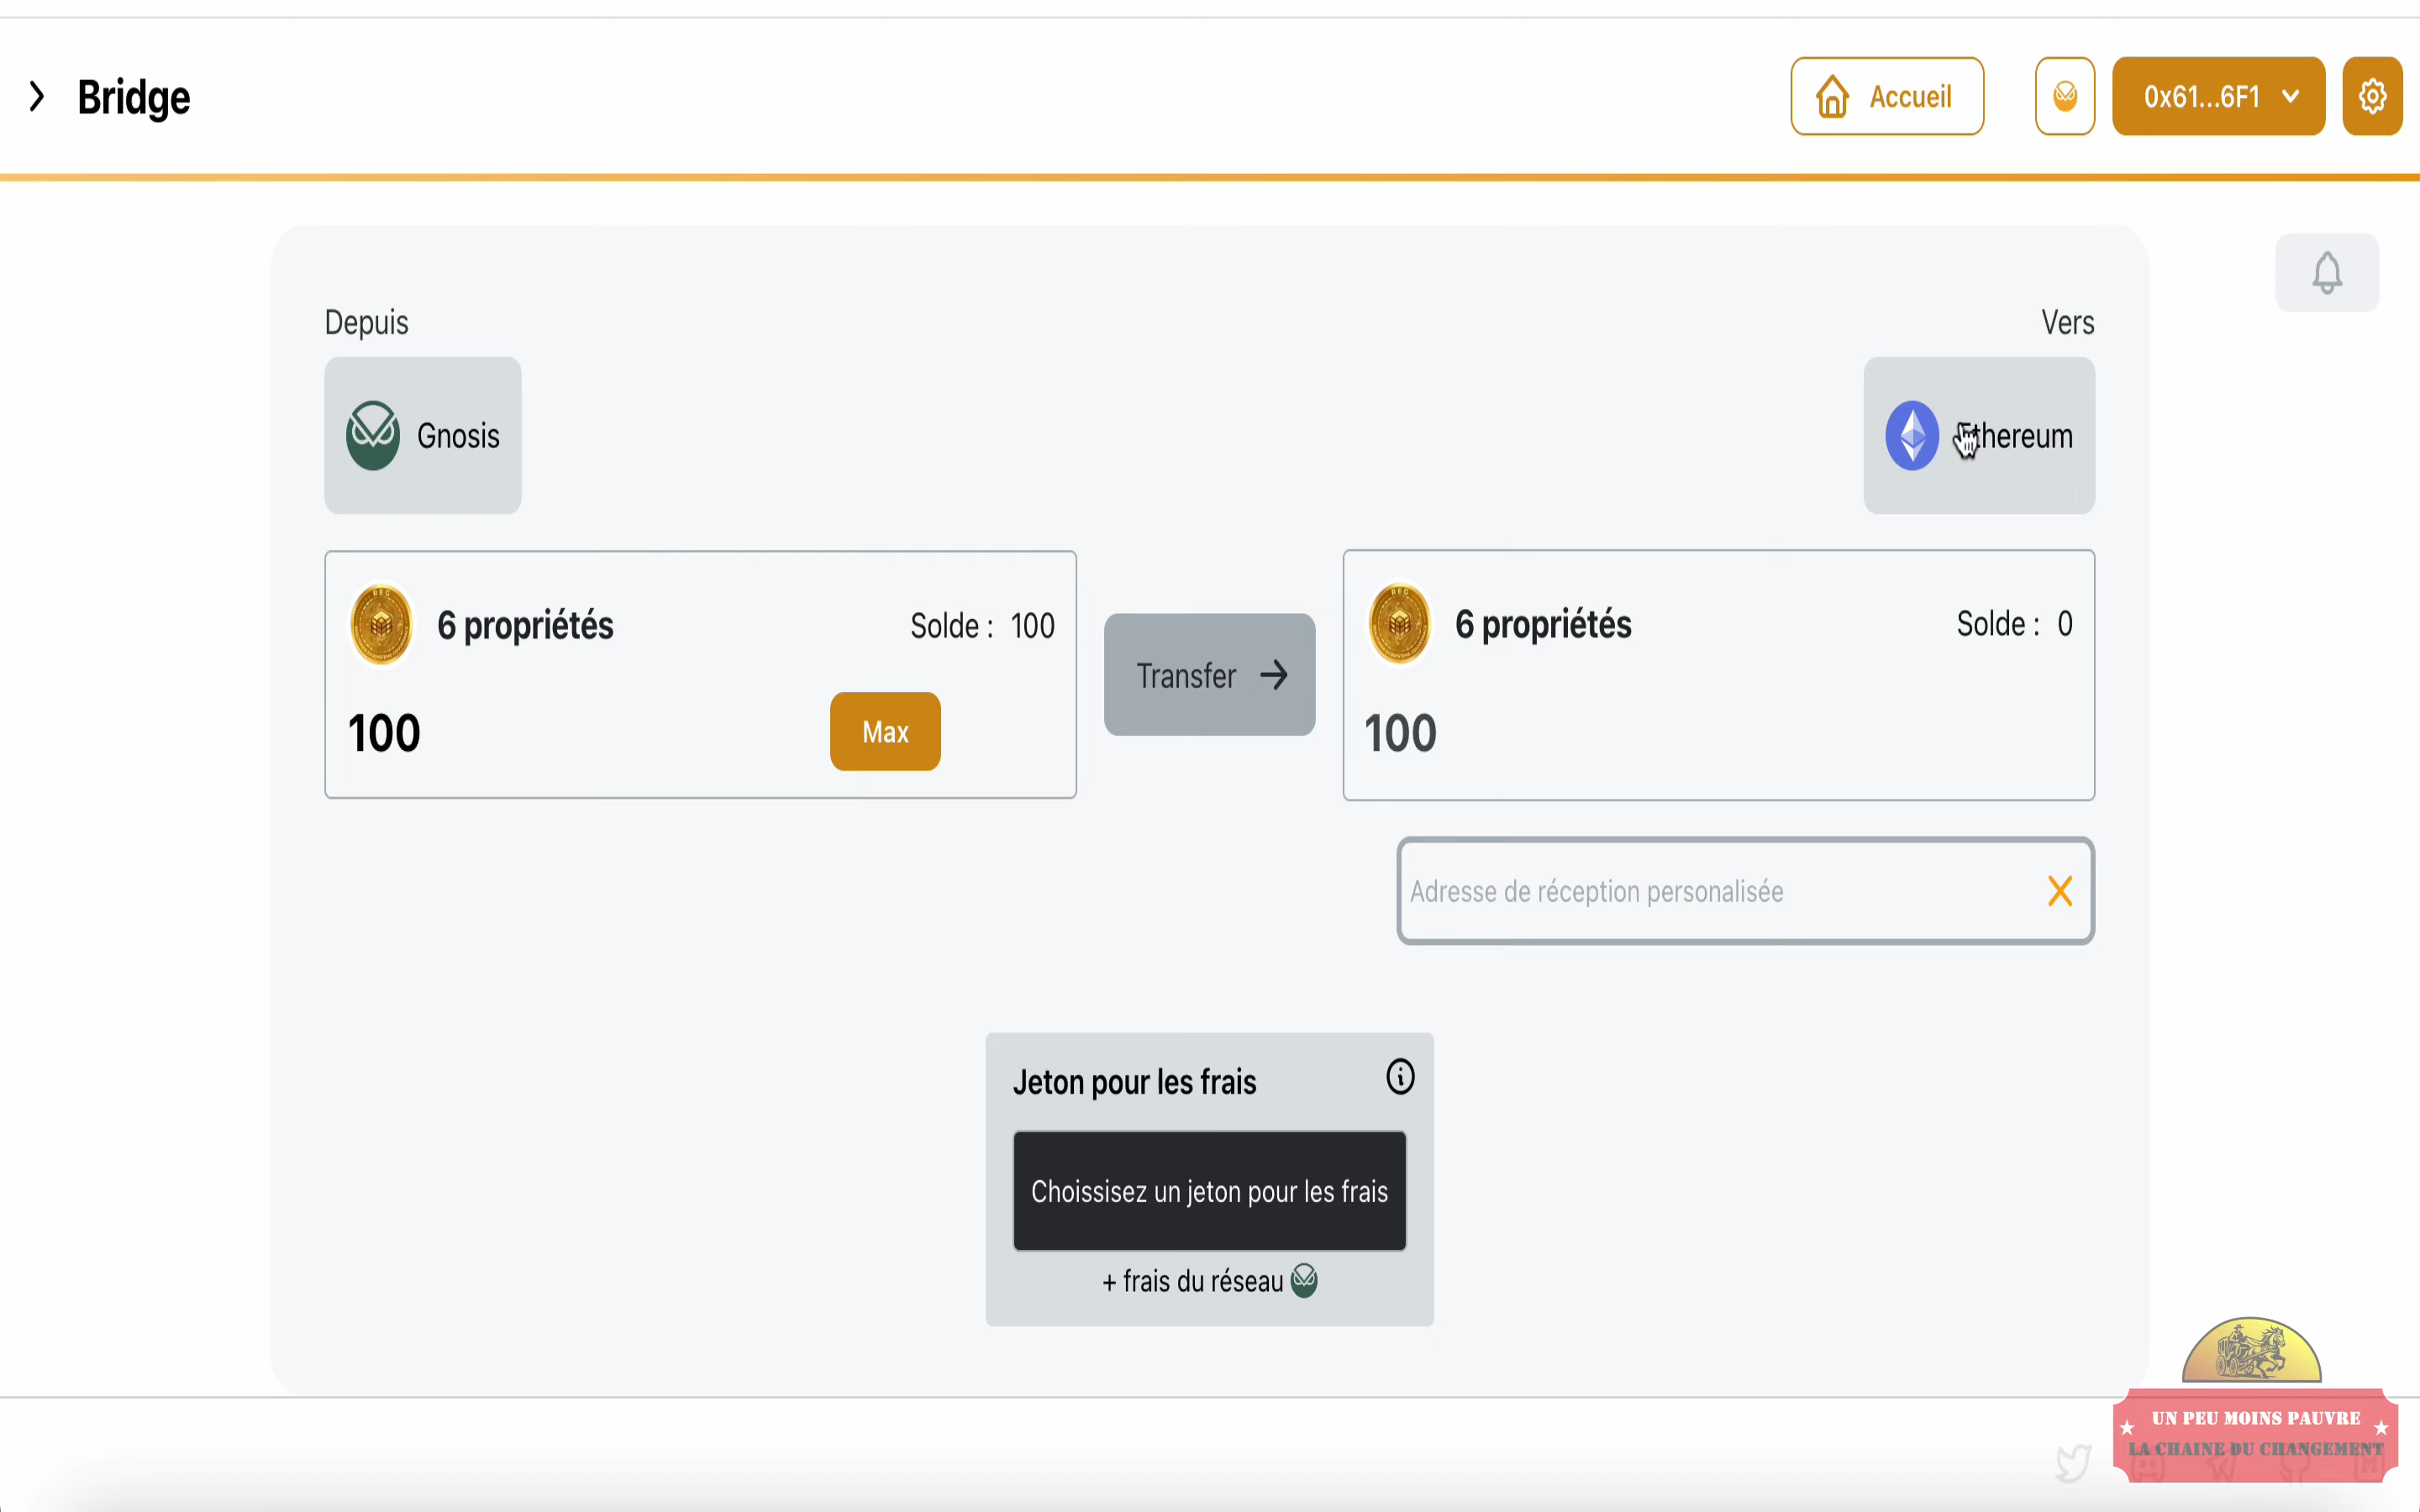 Bridge
Accueil
0x61...6F1
Depuis
Vers
Gnosis
Ethereum
6 propriétés
Solde : 100
100
Max
Transfer
6 propriétés
Solde : 0
100
Adresse de réception personalisée
Jeton pour les frais
Choissisez un jeton pour les frais
+ frais du réseau
UN PEU MOINS PAUVRE
LA CHAINE DU CHANGEMENT